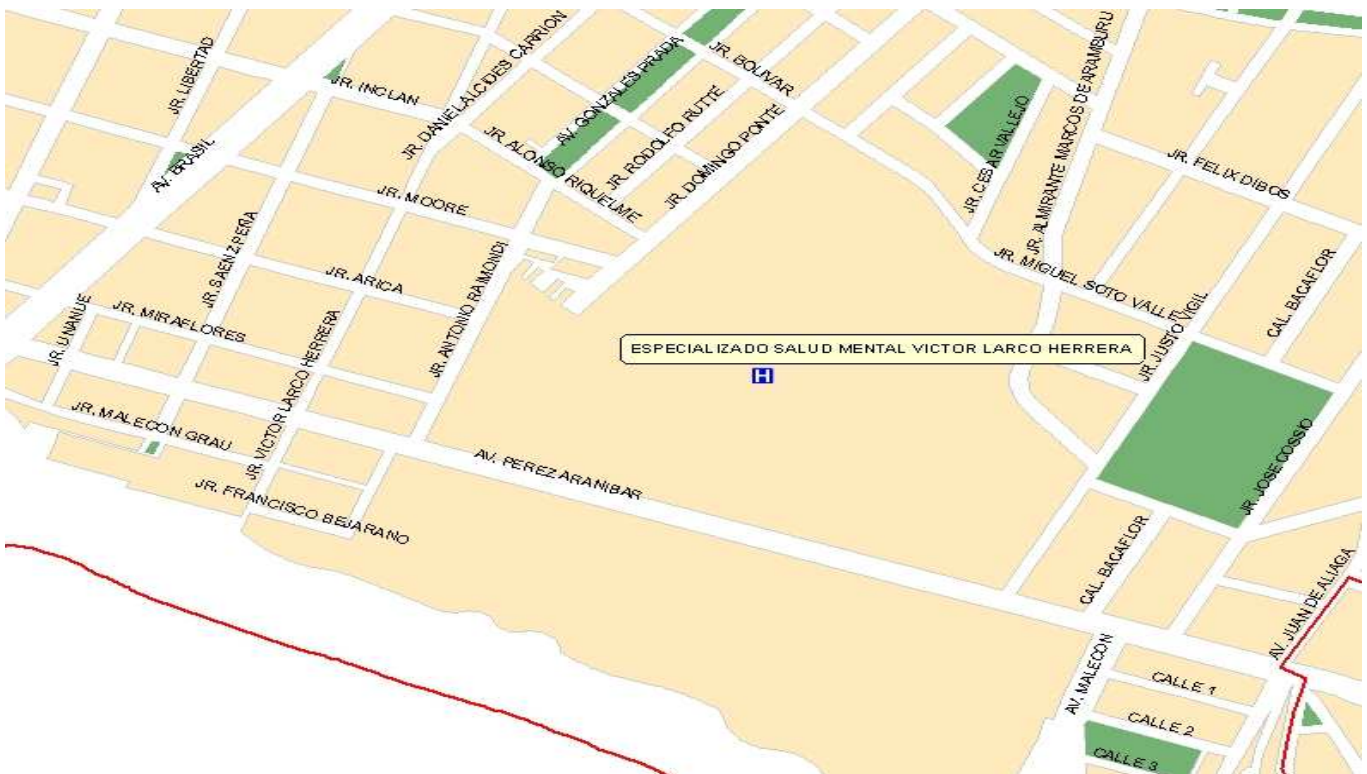 JR. LIBERTAD
JR. INCLAN
JR. DANIEL ALCIDES CARRION
AV. GONZALES PRADA
JR. BOLIVAR
JR. ALMIRANTE MARCOS DE ARAMBURU
AV. BRASIL
JR. ALONSO RIQUELME
JR. RODOLFO RUTTE
JR. DOMINGO PONTE
JR. CESAR VALLEJO
JR. FELIX DIBOS
JR. MOORE
JR. SAENZ PEÑA
JR. ARICA
JR. ANTONIO RAIMONDI
JR. MIGUEL SOTO VALLE
CAL. BACAFLOR
JR. UNANUE
JR. MIRAFLORES
JR. VICTOR LARCO HERRERA
ESPECIALIZADO SALUD MENTAL VICTOR LARCO HERRERA
H
JR. JUSTO VIGIL
JR. MALECON GRAU
AV. PEREZ ARANIBAR
JR. JOSE COSSIO
JR. FRANCISCO BEJARANO
CAL. BACAFLOR
AV. JUAN DE ALIAGA
AV. MALECON
CALLE 1
CALLE 2
CALLE 3